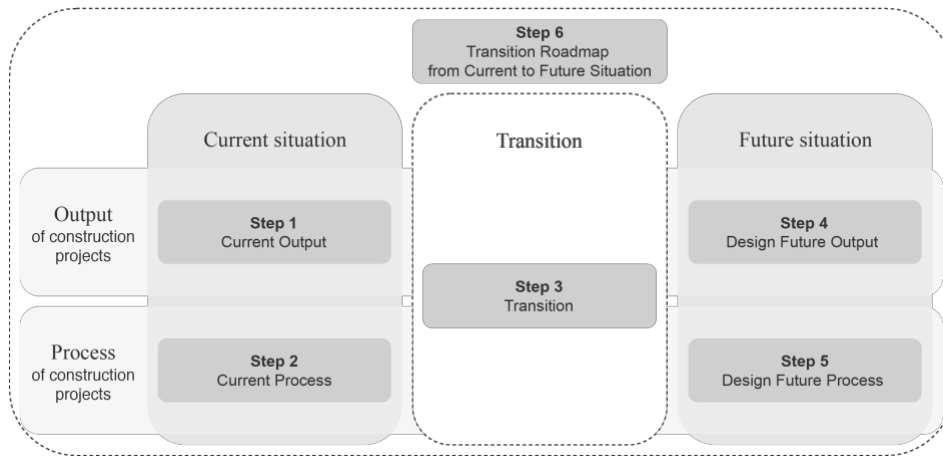 Step 6
Transition Roadmap
from Current to Future Situation
Current situation
Transition
Future situation
Output
of construction
projects
Step 1
Current Output
Step 4
Design Future Output
Step 3
Transition
Process
of construction
projects
Step 2
Current Process
Step 5
Design Future Process